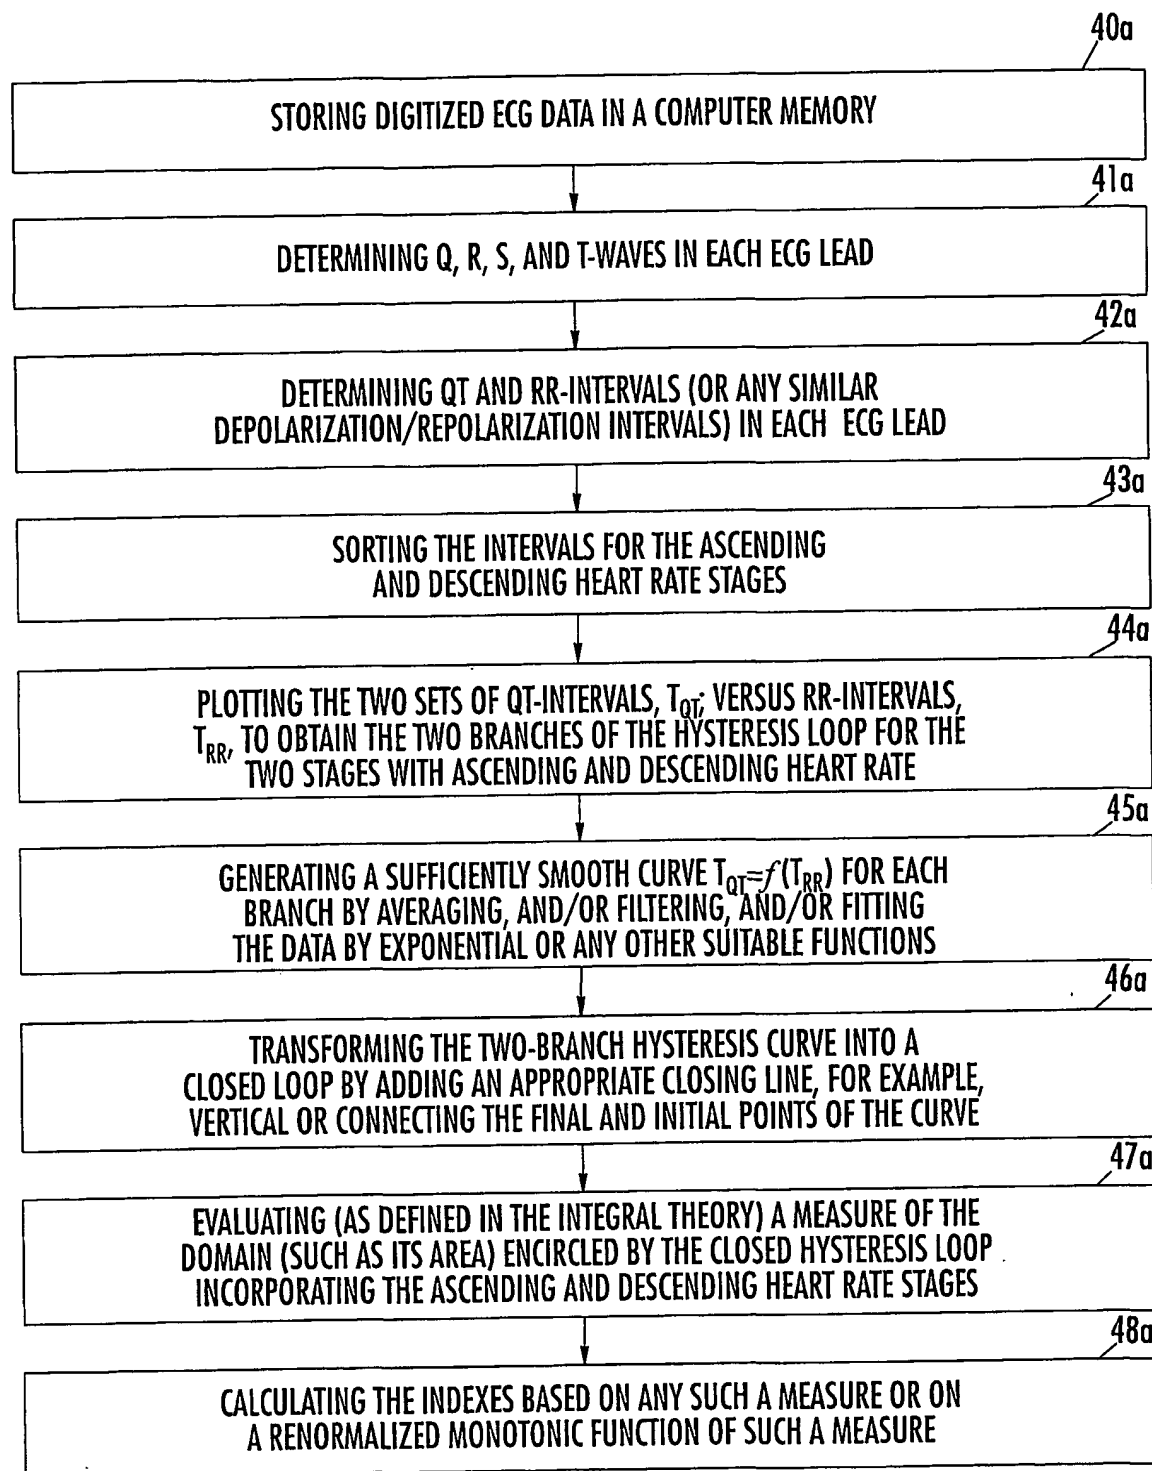 40a
STORING DIGITIZED ECG DATA IN A COMPUTER MEMORY
41a
DETERMINING Q, R, S, AND T-WAVES IN EACH ECG LEAD
42a
DETERMINING QT AND RR-INTERVALS (OR ANY SIMILAR
DEPOLARIZATION/REPOLARIZATION INTERVALS) IN EACH ECG LEAD
43a
SORTING THE INTERVALS FOR THE ASCENDING
AND DESCENDING HEART RATE STAGES
44a
PLOTTING THE TWO SETS OF QT-INTERVALS, T_QT; VERSUS RR-INTERVALS,
T_RR, TO OBTAIN THE TWO BRANCHES OF THE HYSTERESIS LOOP FOR THE
TWO STAGES WITH ASCENDING AND DESCENDING HEART RATE
45a
GENERATING A SUFFICIENTLY SMOOTH CURVE T_QT=f(T_RR) FOR EACH
BRANCH BY AVERAGING, AND/OR FILTERING, AND/OR FITTING
THE DATA BY EXPONENTIAL OR ANY OTHER SUITABLE FUNCTIONS
46a
TRANSFORMING THE TWO-BRANCH HYSTERESIS CURVE INTO A
CLOSED LOOP BY ADDING AN APPROPRIATE CLOSING LINE, FOR EXAMPLE,
VERTICAL OR CONNECTING THE FINAL AND INITIAL POINTS OF THE CURVE
47a
EVALUATING (AS DEFINED IN THE INTEGRAL THEORY) A MEASURE OF THE
DOMAIN (SUCH AS ITS AREA) ENCIRCLED BY THE CLOSED HYSTERESIS LOOP
INCORPORATING THE ASCENDING AND DESCENDING HEART RATE STAGES
48a
CALCULATING THE INDEXES BASED ON ANY SUCH A MEASURE OR ON
A RENORMALIZED MONOTONIC FUNCTION OF SUCH A MEASURE